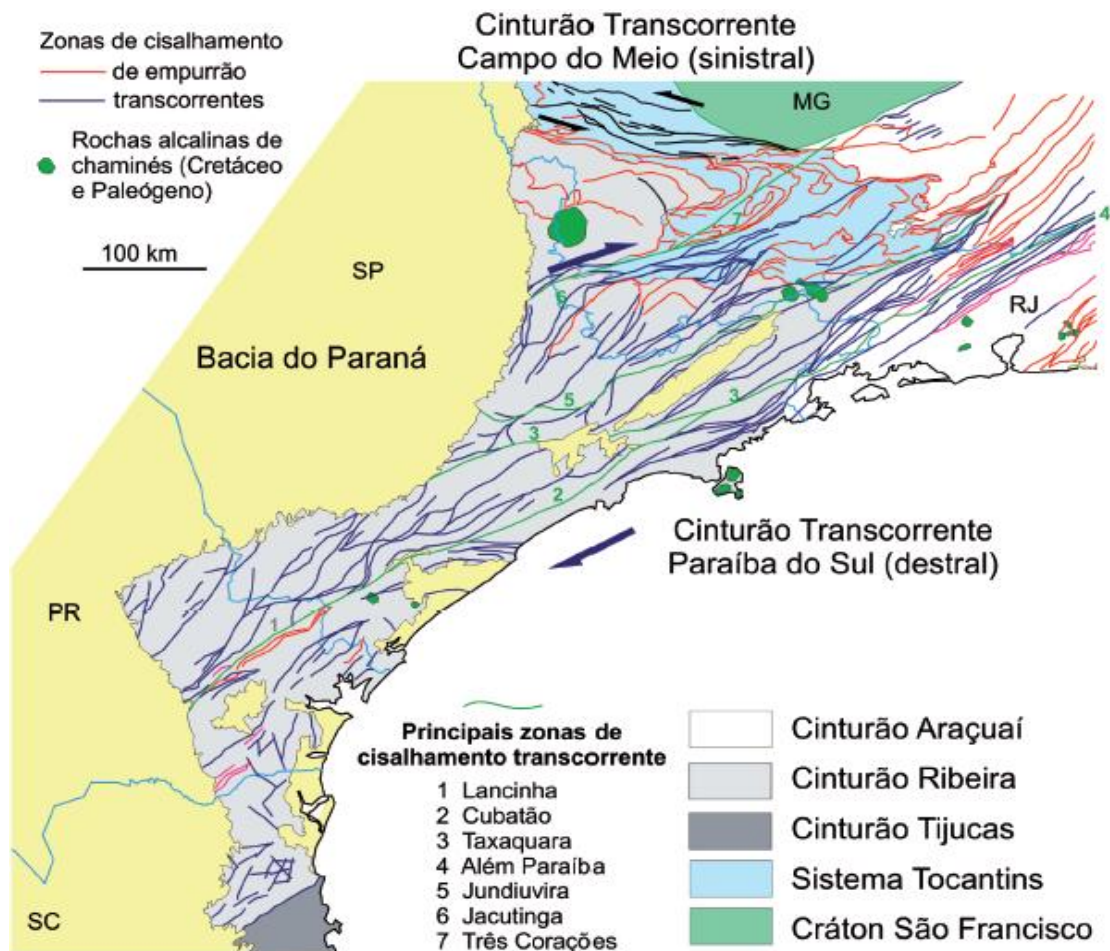 Cinturão Transcorrente
Campo do Meio (sinistral)
Zonas de cisalhamento
de empurrão
transcorrentes
Rochas alcalinas de
chaminés (Cretáceo
e Paleógeno)
100 km
MG
SP
RJ
Bacia do Paraná
PR
SC
7
4
6
5
3
3
2
1
Cinturão Transcorrente
Paraíba do Sul (destral)
Principais zonas de
cisalhamento transcorrente
1 Lancinha
2 Cubatão
3 Taxaquara
4 Além Paraíba
5 Jundiuvira
6 Jacutinga
7 Três Corações
Cinturão Araçuaí
Cinturão Ribeira
Cinturão Tijucas
Sistema Tocantins
Cráton São Francisco